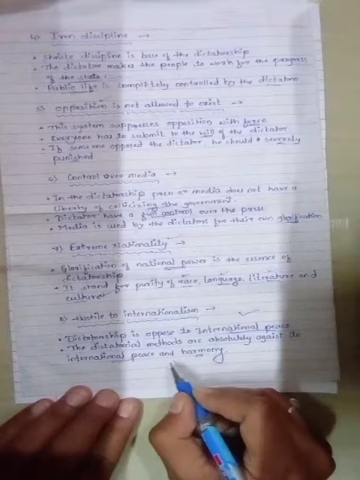 4) Iron discipline →
• Stricte discipline is base of the dictatorship
• The dictator makes the people to work for the progress
of the state.
• Public life is completely controlled by the dictators
5) opposition is not allowed to exist →
• This system suppresses opposition with force
• Everyone has to submit to the will of the dictator
• If someone opposed the dictator he should severely
punished
6) Control over media →
• In the dictatorship press or media does not have a
liberty of criticizing the government.
• Dictator have a full control over the press
• Media is used by the dictators for their own glorification
7) Extreme nationality →
• Glorification of national power is the essence of
dictatorship
• It stand for purity of race, language, literature and
culture
8) Hostile to internationalism
• Dictatorship is oppose to International peace
• The dictatorial methods are absolutely agaist to
international peace and harmony